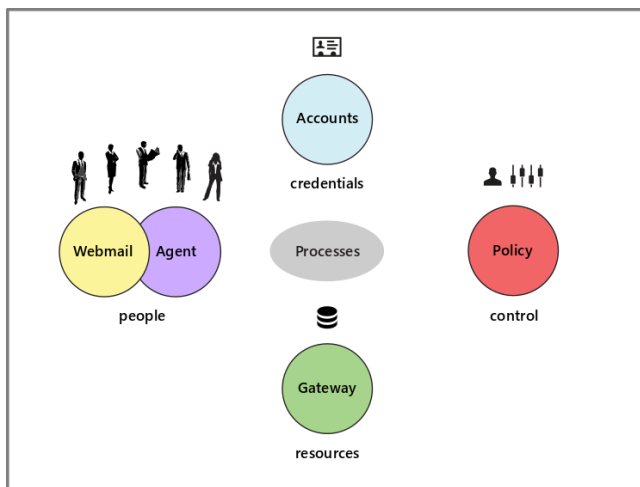 Accounts
credentials
Webmail
Agent
people
Processes
Policy
control
Gateway
resources